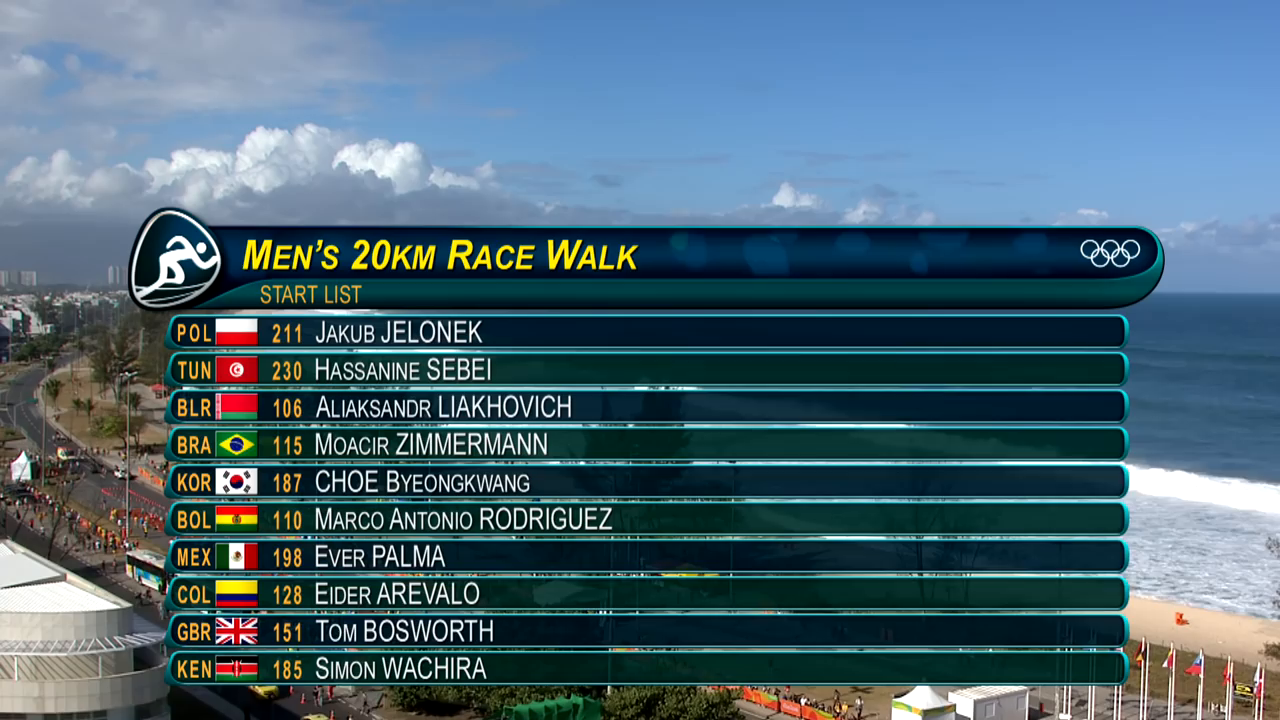 MEN'S 20KM RACE WALK
START LIST
POL 211 JAKUB JELONEK
TUN 230 HASSANINE SEBEI
BLR 106 ALIAKSANDR LIAKHOVICH
BRA 115 MOACIR ZIMMERMANN
KOR 187 CHOE BYEONGKWANG
BOL 110 MARCO ANTONIO RODRIGUEZ
MEX 198 EVER PALMA
COL 128 EIDER AREVALO
GBR 151 TOM BOSWORTH
KEN 185 SIMON WACHIRA